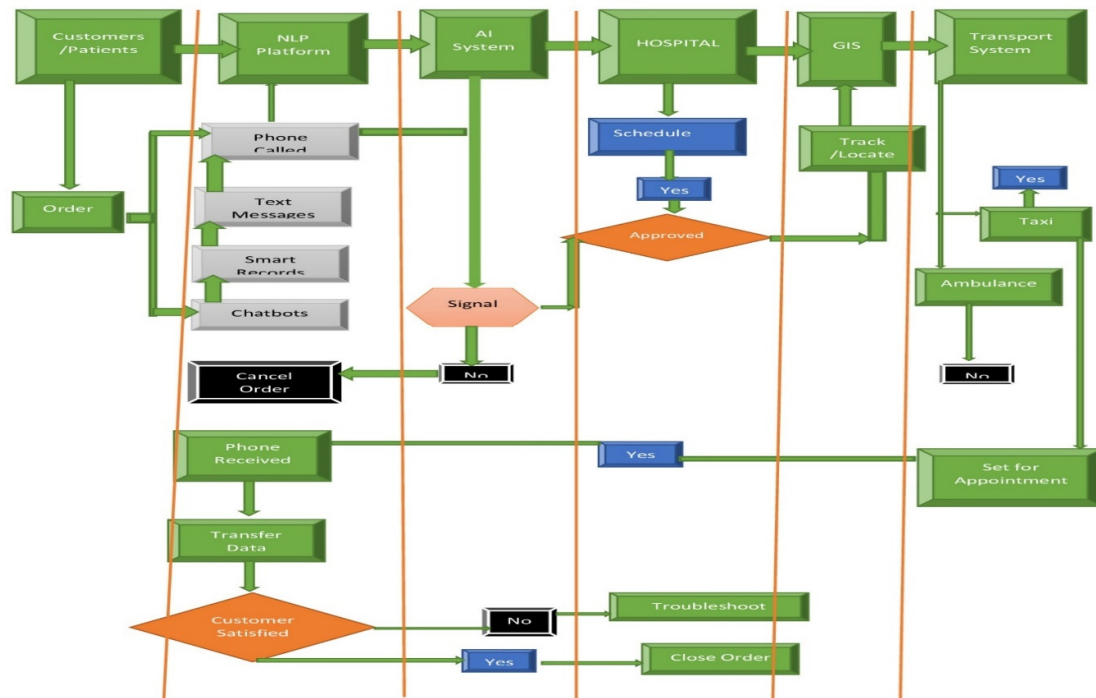 Customers
/Patients
NLP
Platform
AI
System
HOSPITAL
GIS
Transport
System
Phone
Called
Schedule
Track
/Locate
Yes
Yes
Order
Text
Messages
Taxi
Approved
Smart
Records
Ambulance
Chatbots
Signal
Cancel
Order
No
No
Phone
Received
Yes
Set for
Appointment
Transfer
Data
Customer
Satisfied
No
Troubleshoot
Yes
Close Order